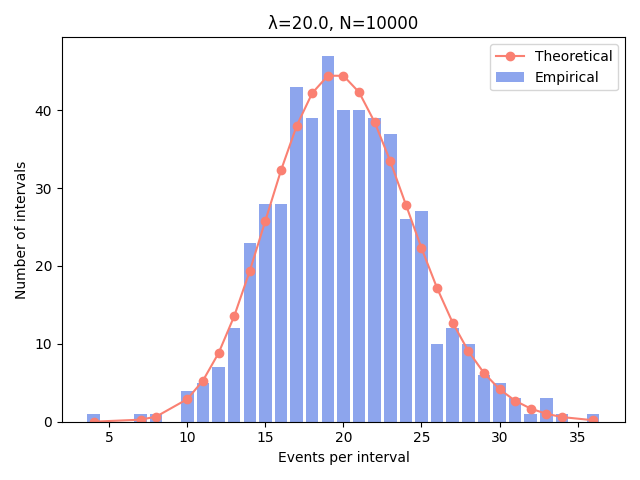 λ=20.0, N=10000
Theoretical
Empirical
Number of intervals
40
30
20
10
0
5 10 15 20 25 30 35
Events per interval